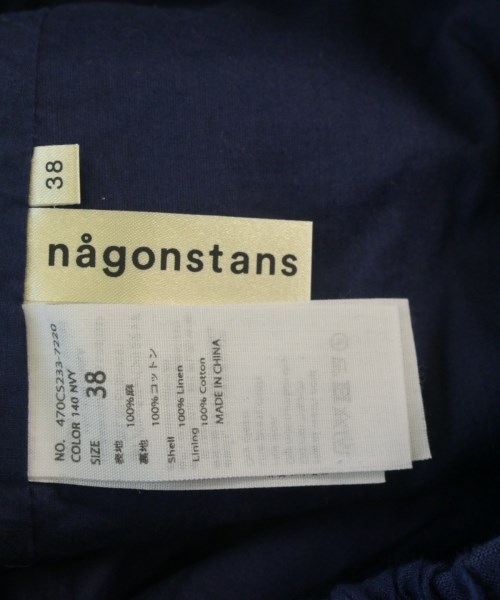 38
någonstans
NO. 470CS233-7220
COLOR 140 NVY
SIZE 38
表地 100%麻
裏地 100%コットン
Shell 100% Linen
Lining 100% Cotton
MADE IN CHINA